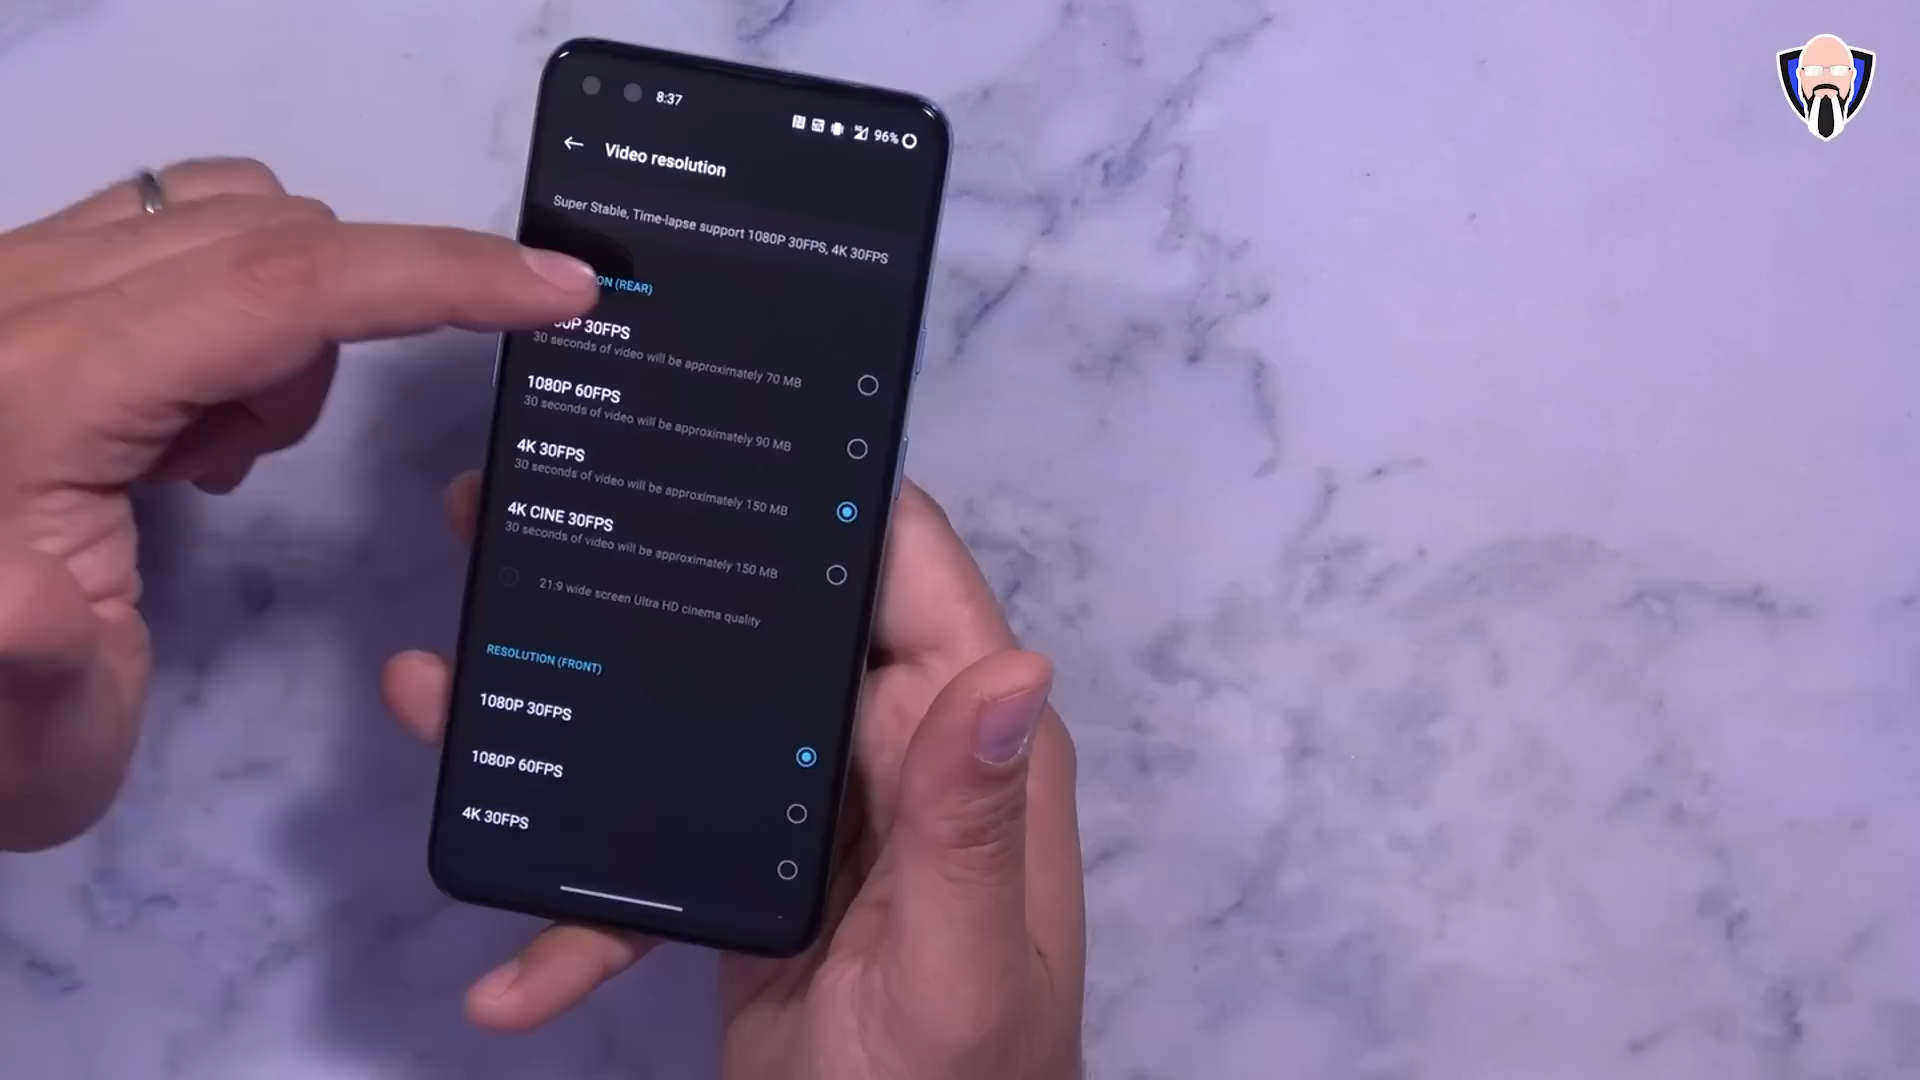 8:37
96%
Video resolution
Super Stable, Time-lapse support 1080P 30FPS, 4K 30FPS
(REAR)
30FPS
30 seconds of video will be approximately 70 MB
1080P 60FPS
30 seconds of video will be approximately 90 MB
4K 30FPS
30 seconds of video will be approximately 150 MB
4K CINE 30FPS
30 seconds of video will be approximately 150 MB
21:9 wide screen Ultra HD cinema quality
RESOLUTION (FRONT)
1080P 30FPS
1080P 60FPS
4K 30FPS